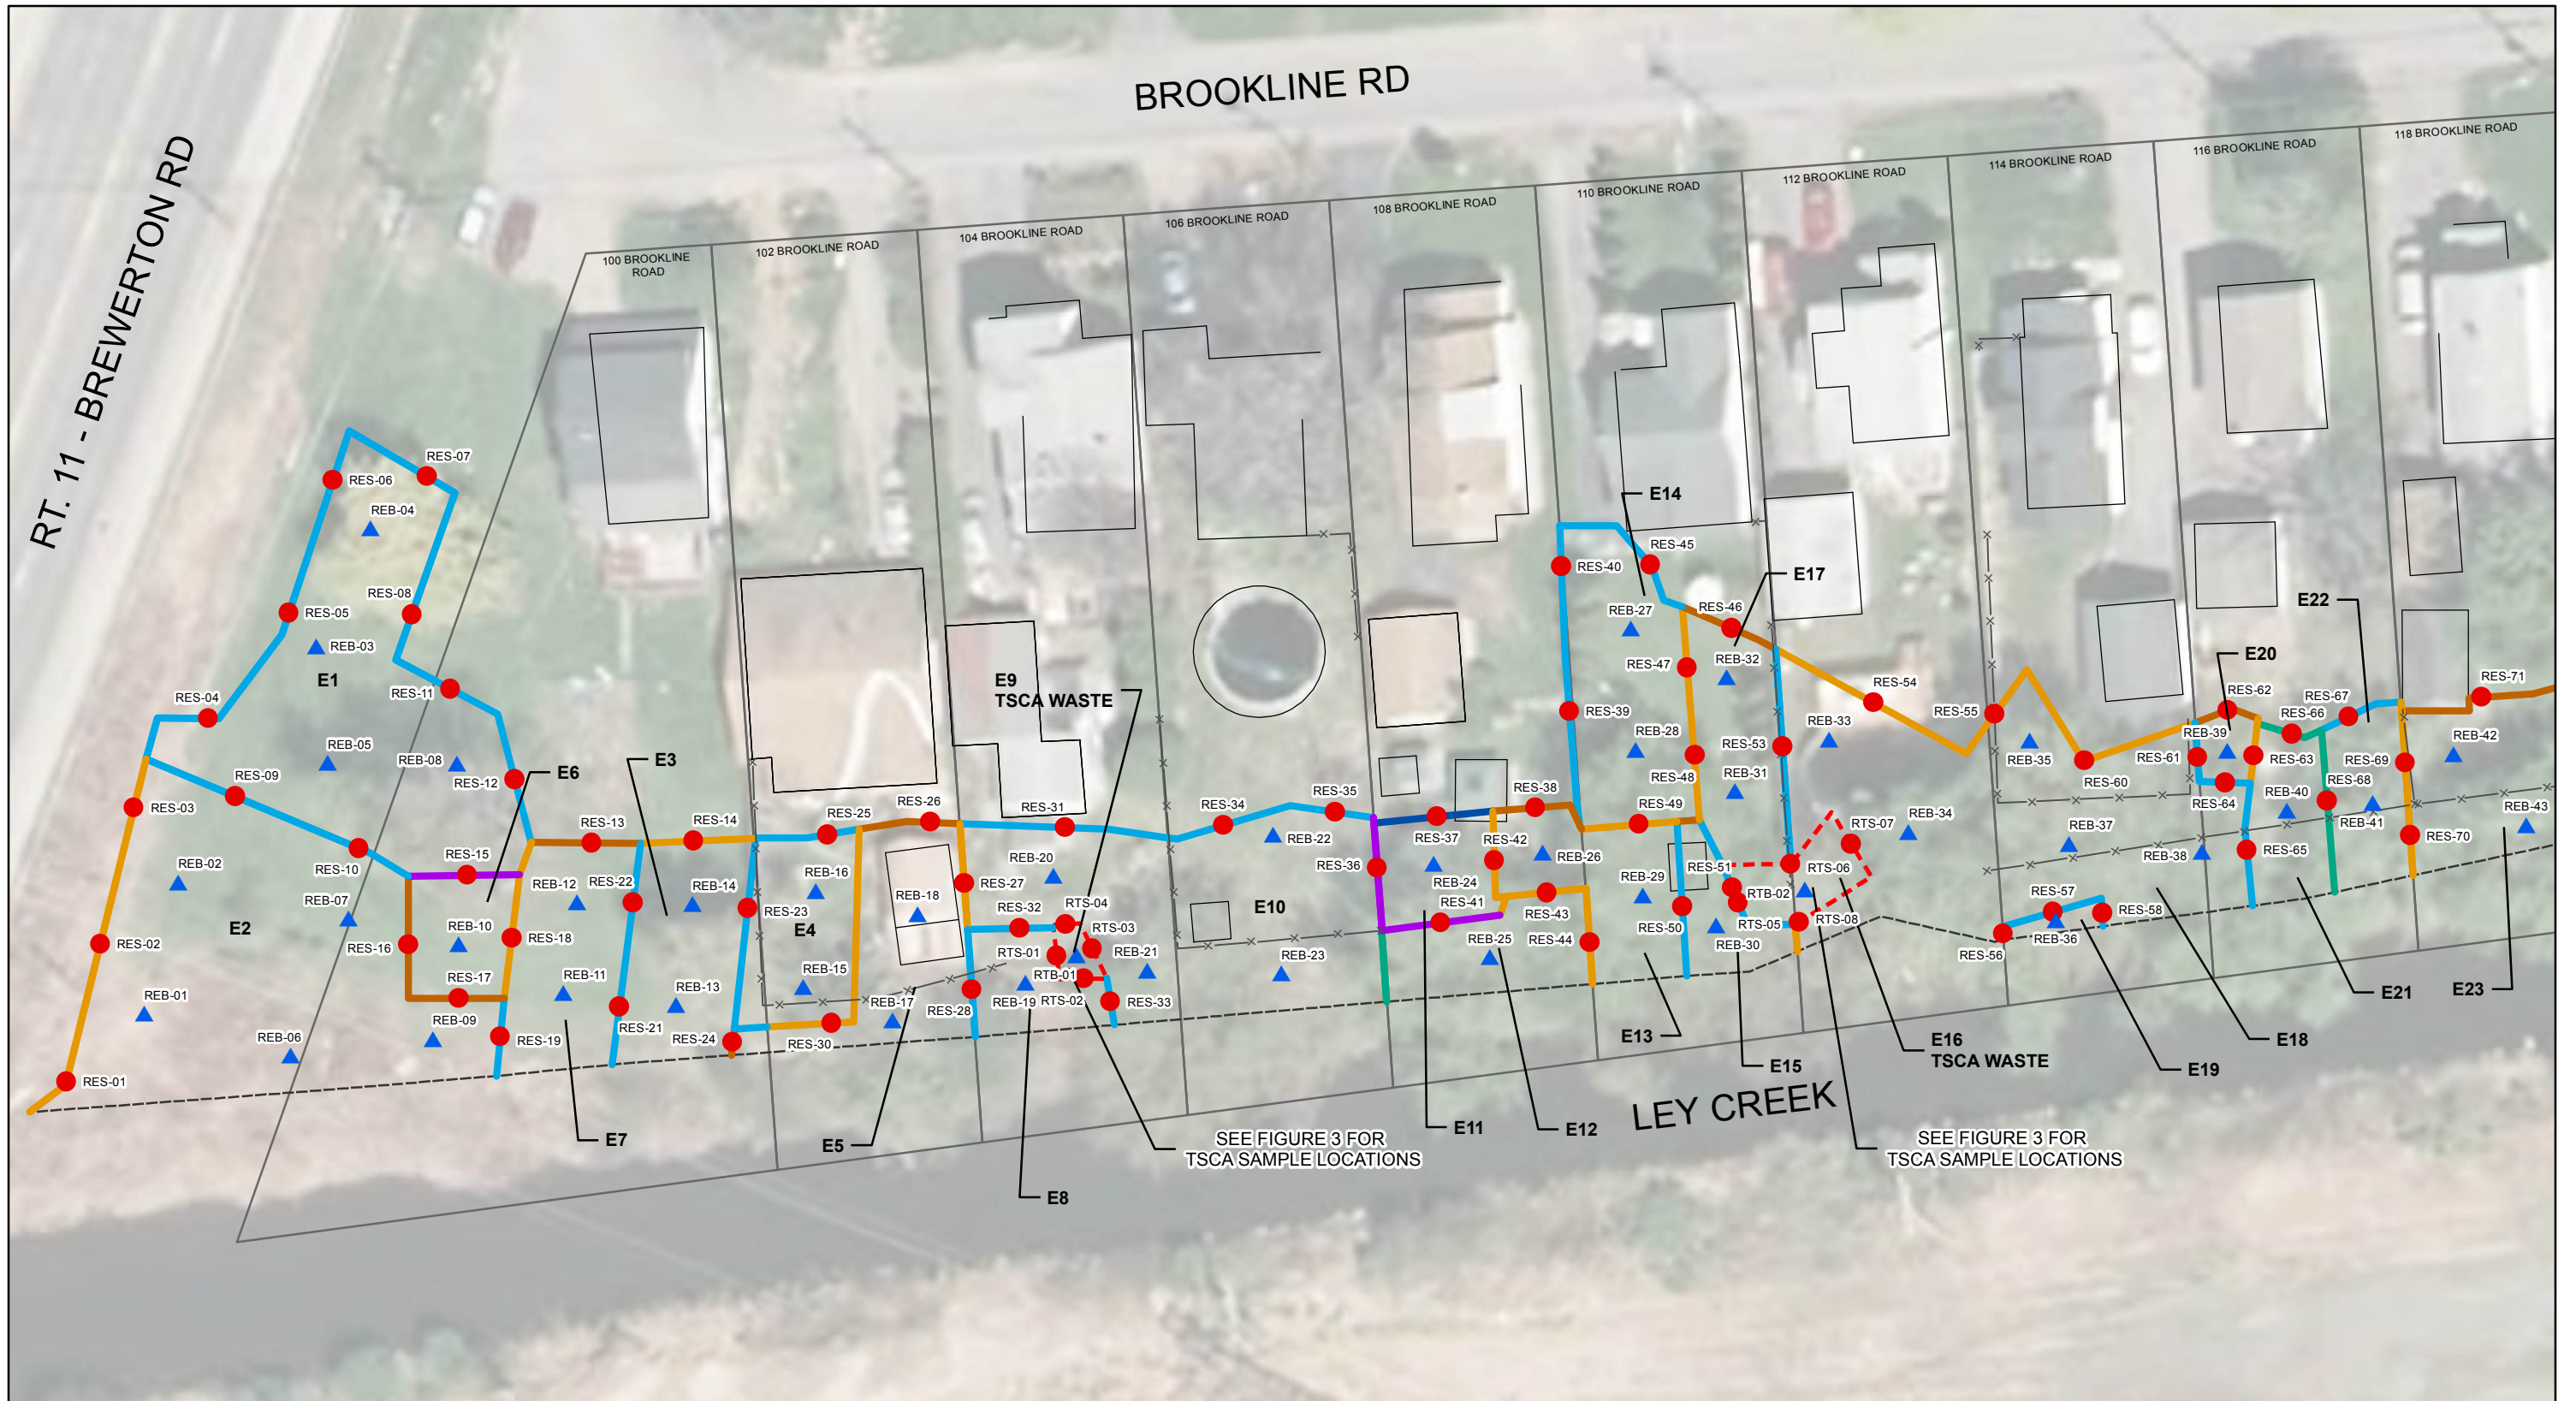 BROOKLINE RD
RT. 11 - BREWERTON RD
100 BROOKLINE
ROAD
102 BROOKLINE ROAD
104 BROOKLINE ROAD
106 BROOKLINE ROAD
108 BROOKLINE ROAD
110 BROOKLINE ROAD
112 BROOKLINE ROAD
114 BROOKLINE ROAD
116 BROOKLINE ROAD
118 BROOKLINE ROAD
RES-07
RES-06
REB-04
RES-08
RES-05
REB-03
E1
RES-04
RES-11
REB-05
REB-08
RES-12
RES-09
RES-03
RES-10
E6
E3
RES-13
RES-14
RES-15
REB-02
REB-07
E2
RES-02
RES-16
REB-10
RES-18
RES-17
REB-12
RES-22
REB-14
REB-11
REB-13
RES-21
REB-09
RES-19
REB-01
REB-06
RES-01
E7
RES-25
RES-26
REB-16
RES-23
E4
REB-15
RES-24
RES-30
REB-18
REB-17
RES-27
RES-28
E5
E9
TSCA WASTE
RES-31
REB-20
RES-32
RTS-04
RTS-03
RTS-01
RTB-01
REB-21
REB-19
RTS-02
RES-33
E8
SEE FIGURE 3 FOR
TSCA SAMPLE LOCATIONS
RES-34
RES-35
REB-22
E10
REB-23
RES-36
RES-37
RES-38
RES-42
REB-24
REB-26
RES-41
RES-43
REB-25
RES-44
E11
E12
E14
RES-45
RES-40
REB-27
RES-46
E17
RES-47
REB-32
RES-39
REB-28
RES-48
RES-53
REB-31
RES-49
REB-29
RES-51
RES-50
REB-30
RTB-02
RTS-05
RTS-06
RTS-07
RTS-08
E13
E15
E16
TSCA WASTE
LEY CREEK
SEE FIGURE 3 FOR
TSCA SAMPLE LOCATIONS
RES-54
REB-33
REB-34
RES-55
REB-35
RES-60
REB-37
REB-38
RES-57
RES-58
REB-36
RES-56
E19
E18
E20
E22
RES-62
RES-67
RES-66
REB-39
RES-61
RES-63
RES-64
REB-40
RES-68
RES-69
REB-41
RES-65
RES-70
RES-71
REB-42
REB-43
E21
E23